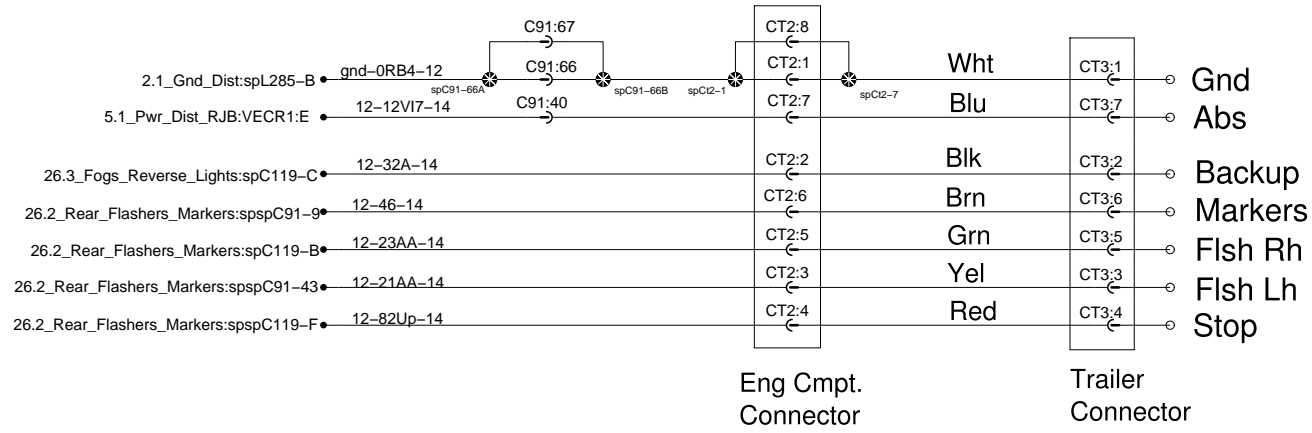 C91:67 CT2:8
2.1_Gnd_Dist:spL285–B gnd–0RB4–12 C91:66 CT2:1 Wht CT3:1 Gnd
spC91–66A spC91–66B spCt2–1 spCt2–7
5.1_Pwr_Dist_RJB:VECR1:E 12–12VI7–14 C91:40 CT2:7 Blu CT3:7 Abs
26.3_Fogs_Reverse_Lights:spC119–C 12–32A–14 CT2:2 Blk CT3:2 Backup
26.2_Rear_Flashers_Markers:spspC91–9 12–46–14 CT2:6 Brn CT3:6 Markers
26.2_Rear_Flashers_Markers:spC119–B 12–23AA–14 CT2:5 Grn CT3:5 Flsh Rh
26.2_Rear_Flashers_Markers:spspC91–43 12–21AA–14 CT2:3 Yel CT3:3 Flsh Lh
26.2_Rear_Flashers_Markers:spspC119–F 12–82Up–14 CT2:4 Red CT3:4 Stop
Eng Cmpt. Trailer
Connector Connector